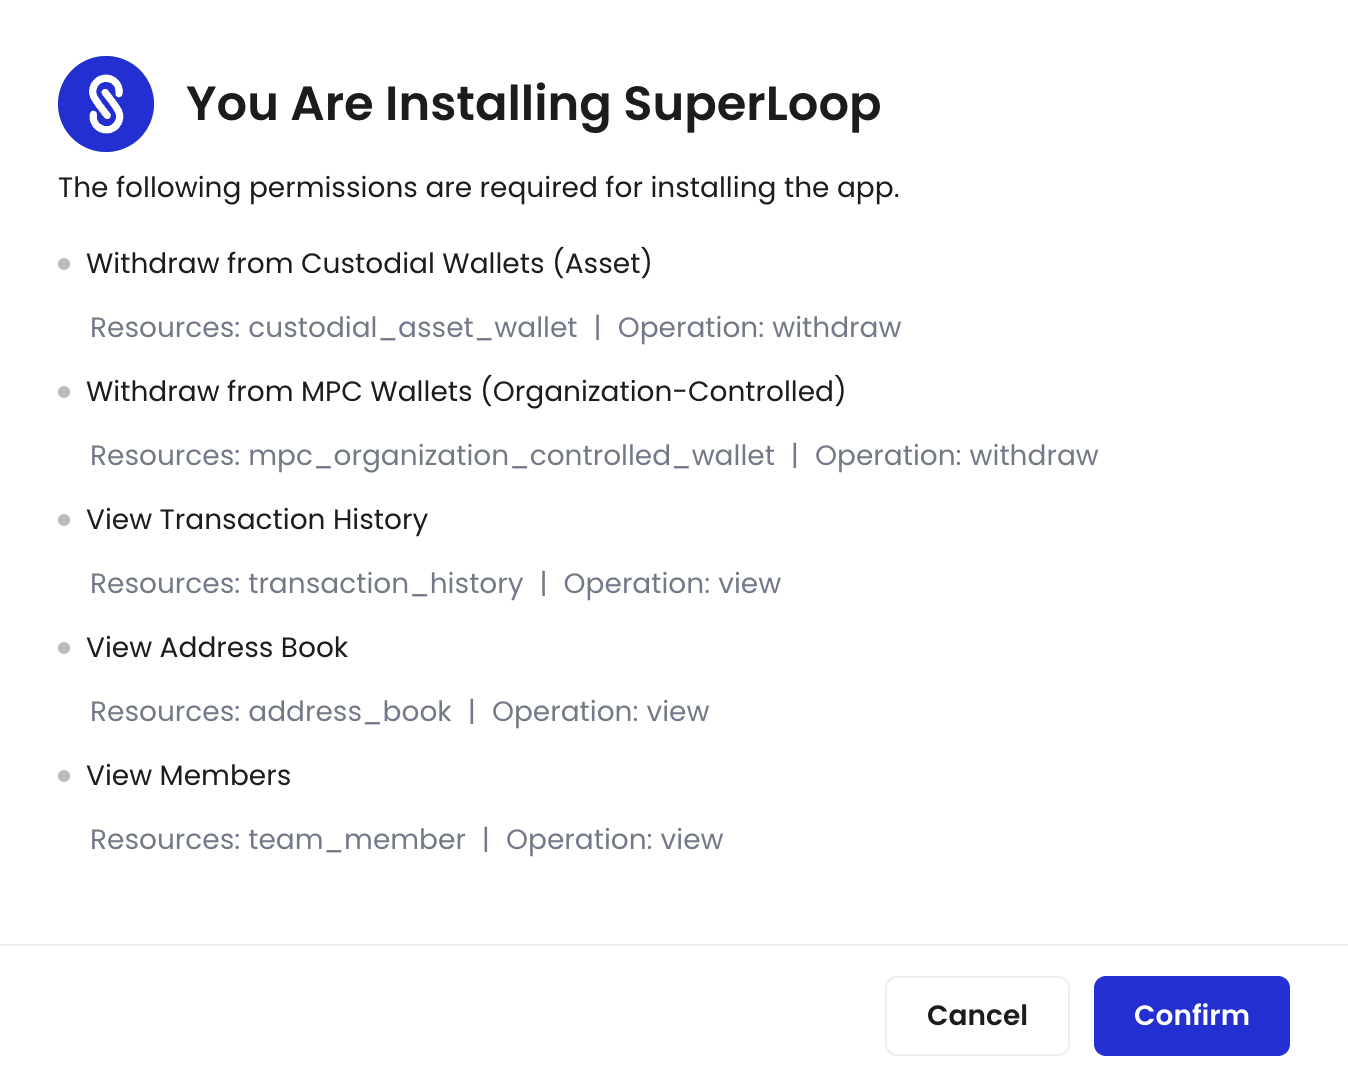 You Are Installing SuperLoop
The following permissions are required for installing the app.
Withdraw from Custodial Wallets (Asset)
Resources: custodial_asset_wallet | Operation: withdraw
Withdraw from MPC Wallets (Organization-Controlled)
Resources: mpc_organization_controlled_wallet | Operation: withdraw
View Transaction History
Resources: transaction_history | Operation: view
View Address Book
Resources: address_book | Operation: view
View Members
Resources: team_member | Operation: view
Cancel Confirm